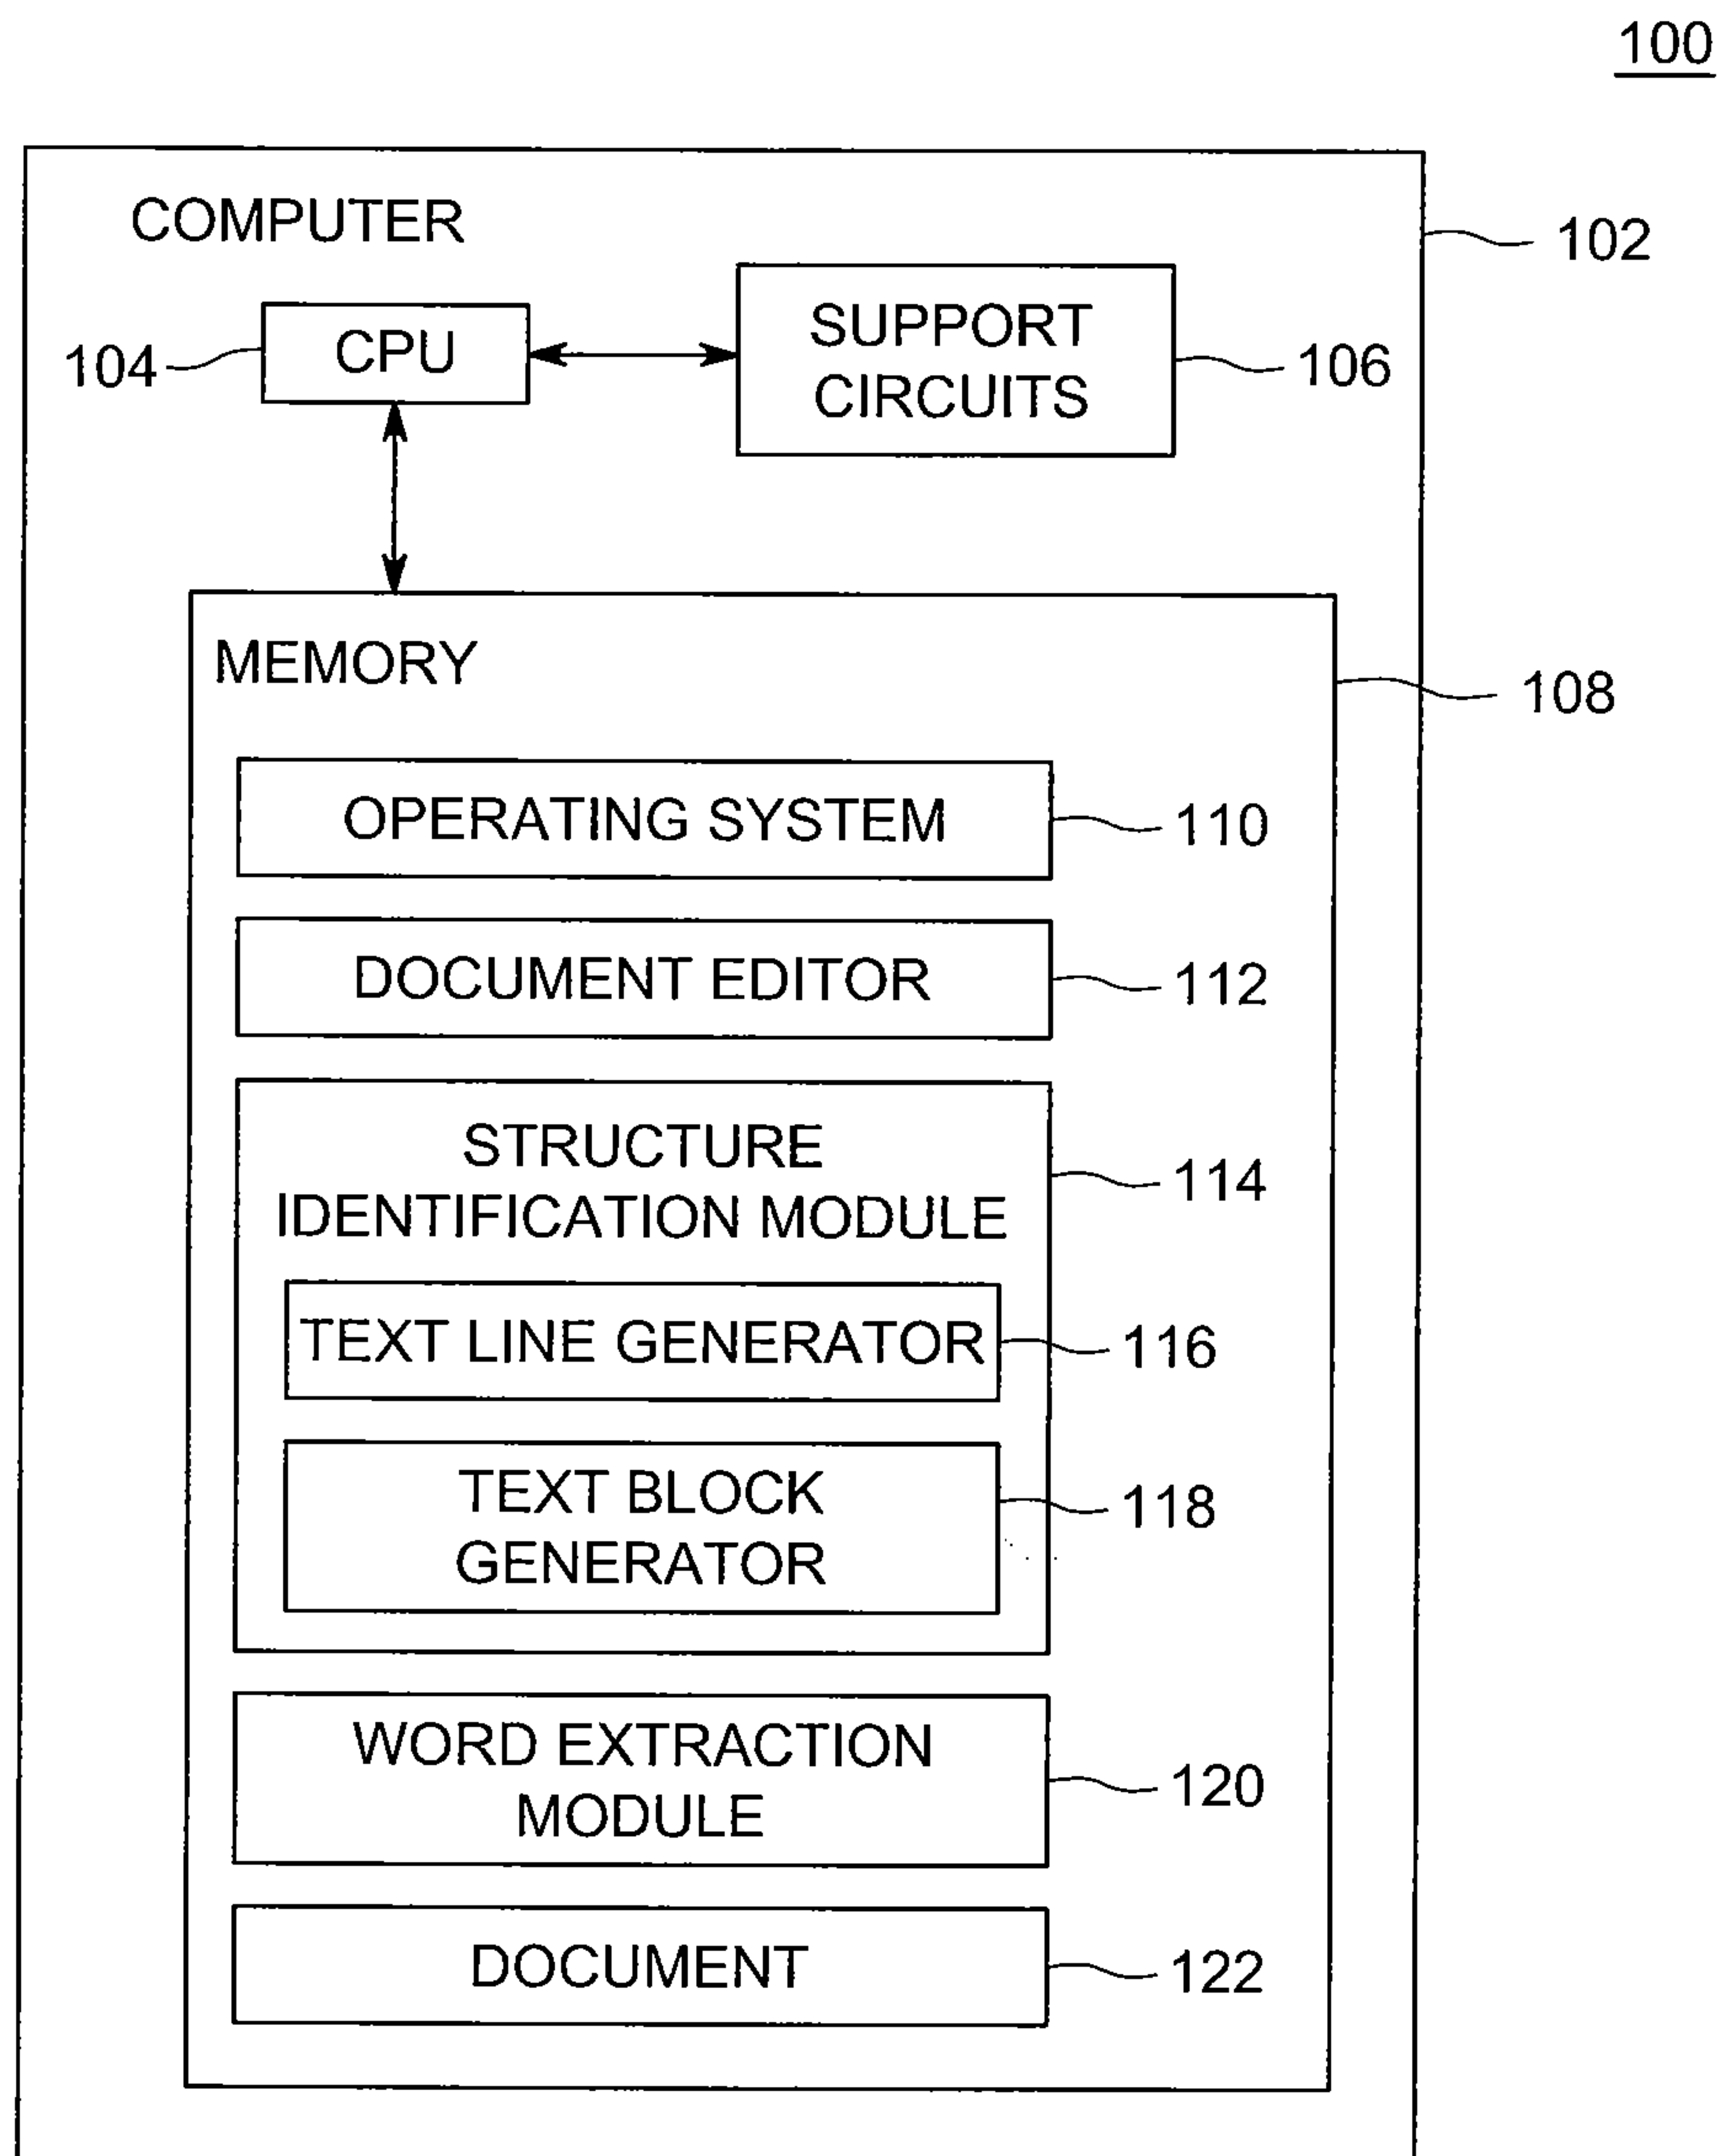 100
COMPUTER
102
104
CPU
SUPPORT
CIRCUITS
106
MEMORY
108
OPERATING SYSTEM
110
DOCUMENT EDITOR
112
STRUCTURE
IDENTIFICATION MODULE
114
TEXT LINE GENERATOR
116
TEXT BLOCK
GENERATOR
118
WORD EXTRACTION
MODULE
120
DOCUMENT
122